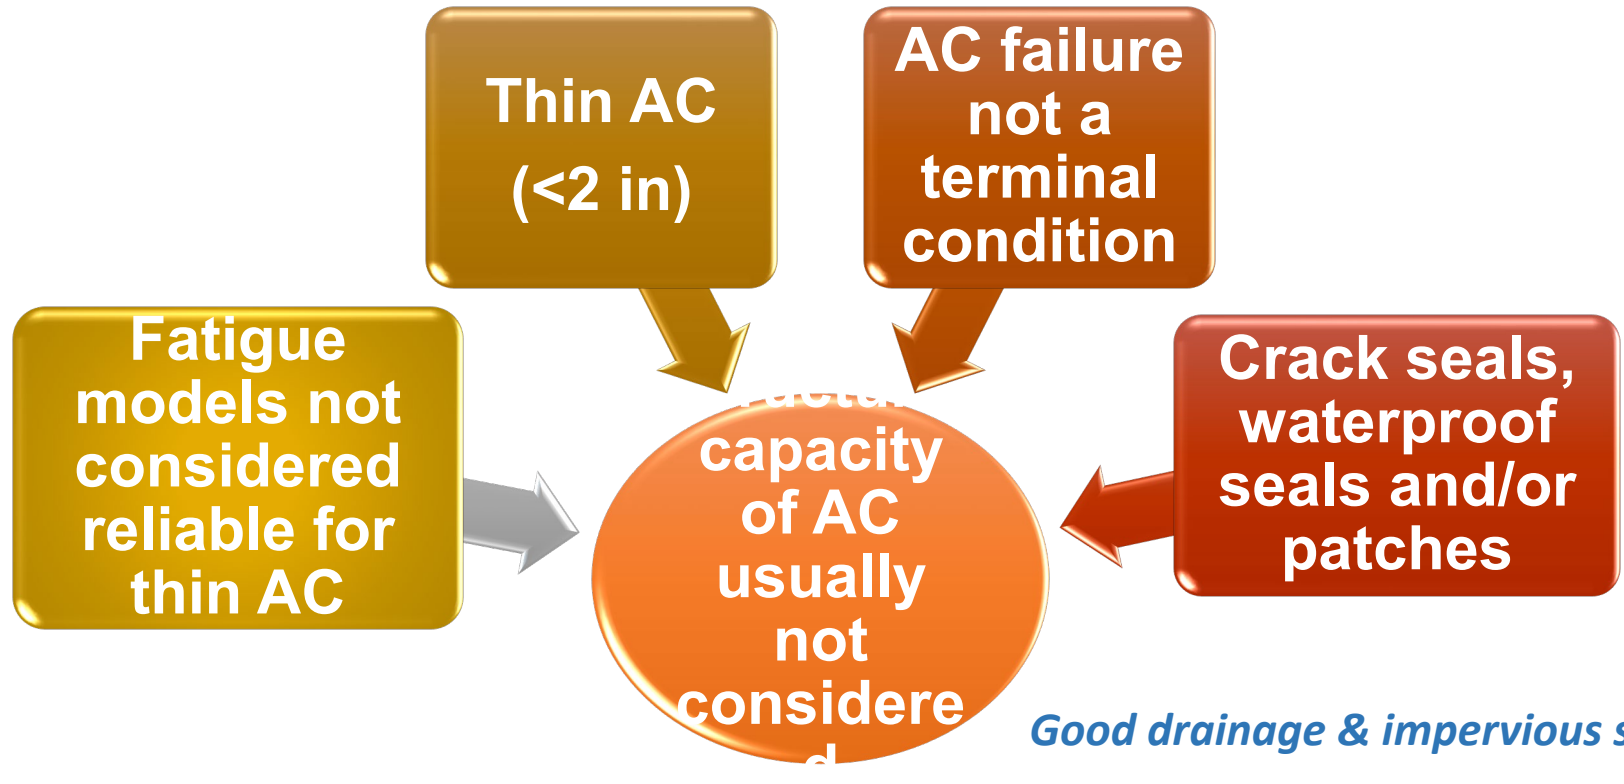 Thin AC
(<2 in)
AC failure
not a
terminal
condition
Fatigue
models not
considered
reliable for
thin AC
Crack seals,
waterproof
seals and/or
patches
capacity
of AC
usually
not
considere
d
Good drainage & impervious s